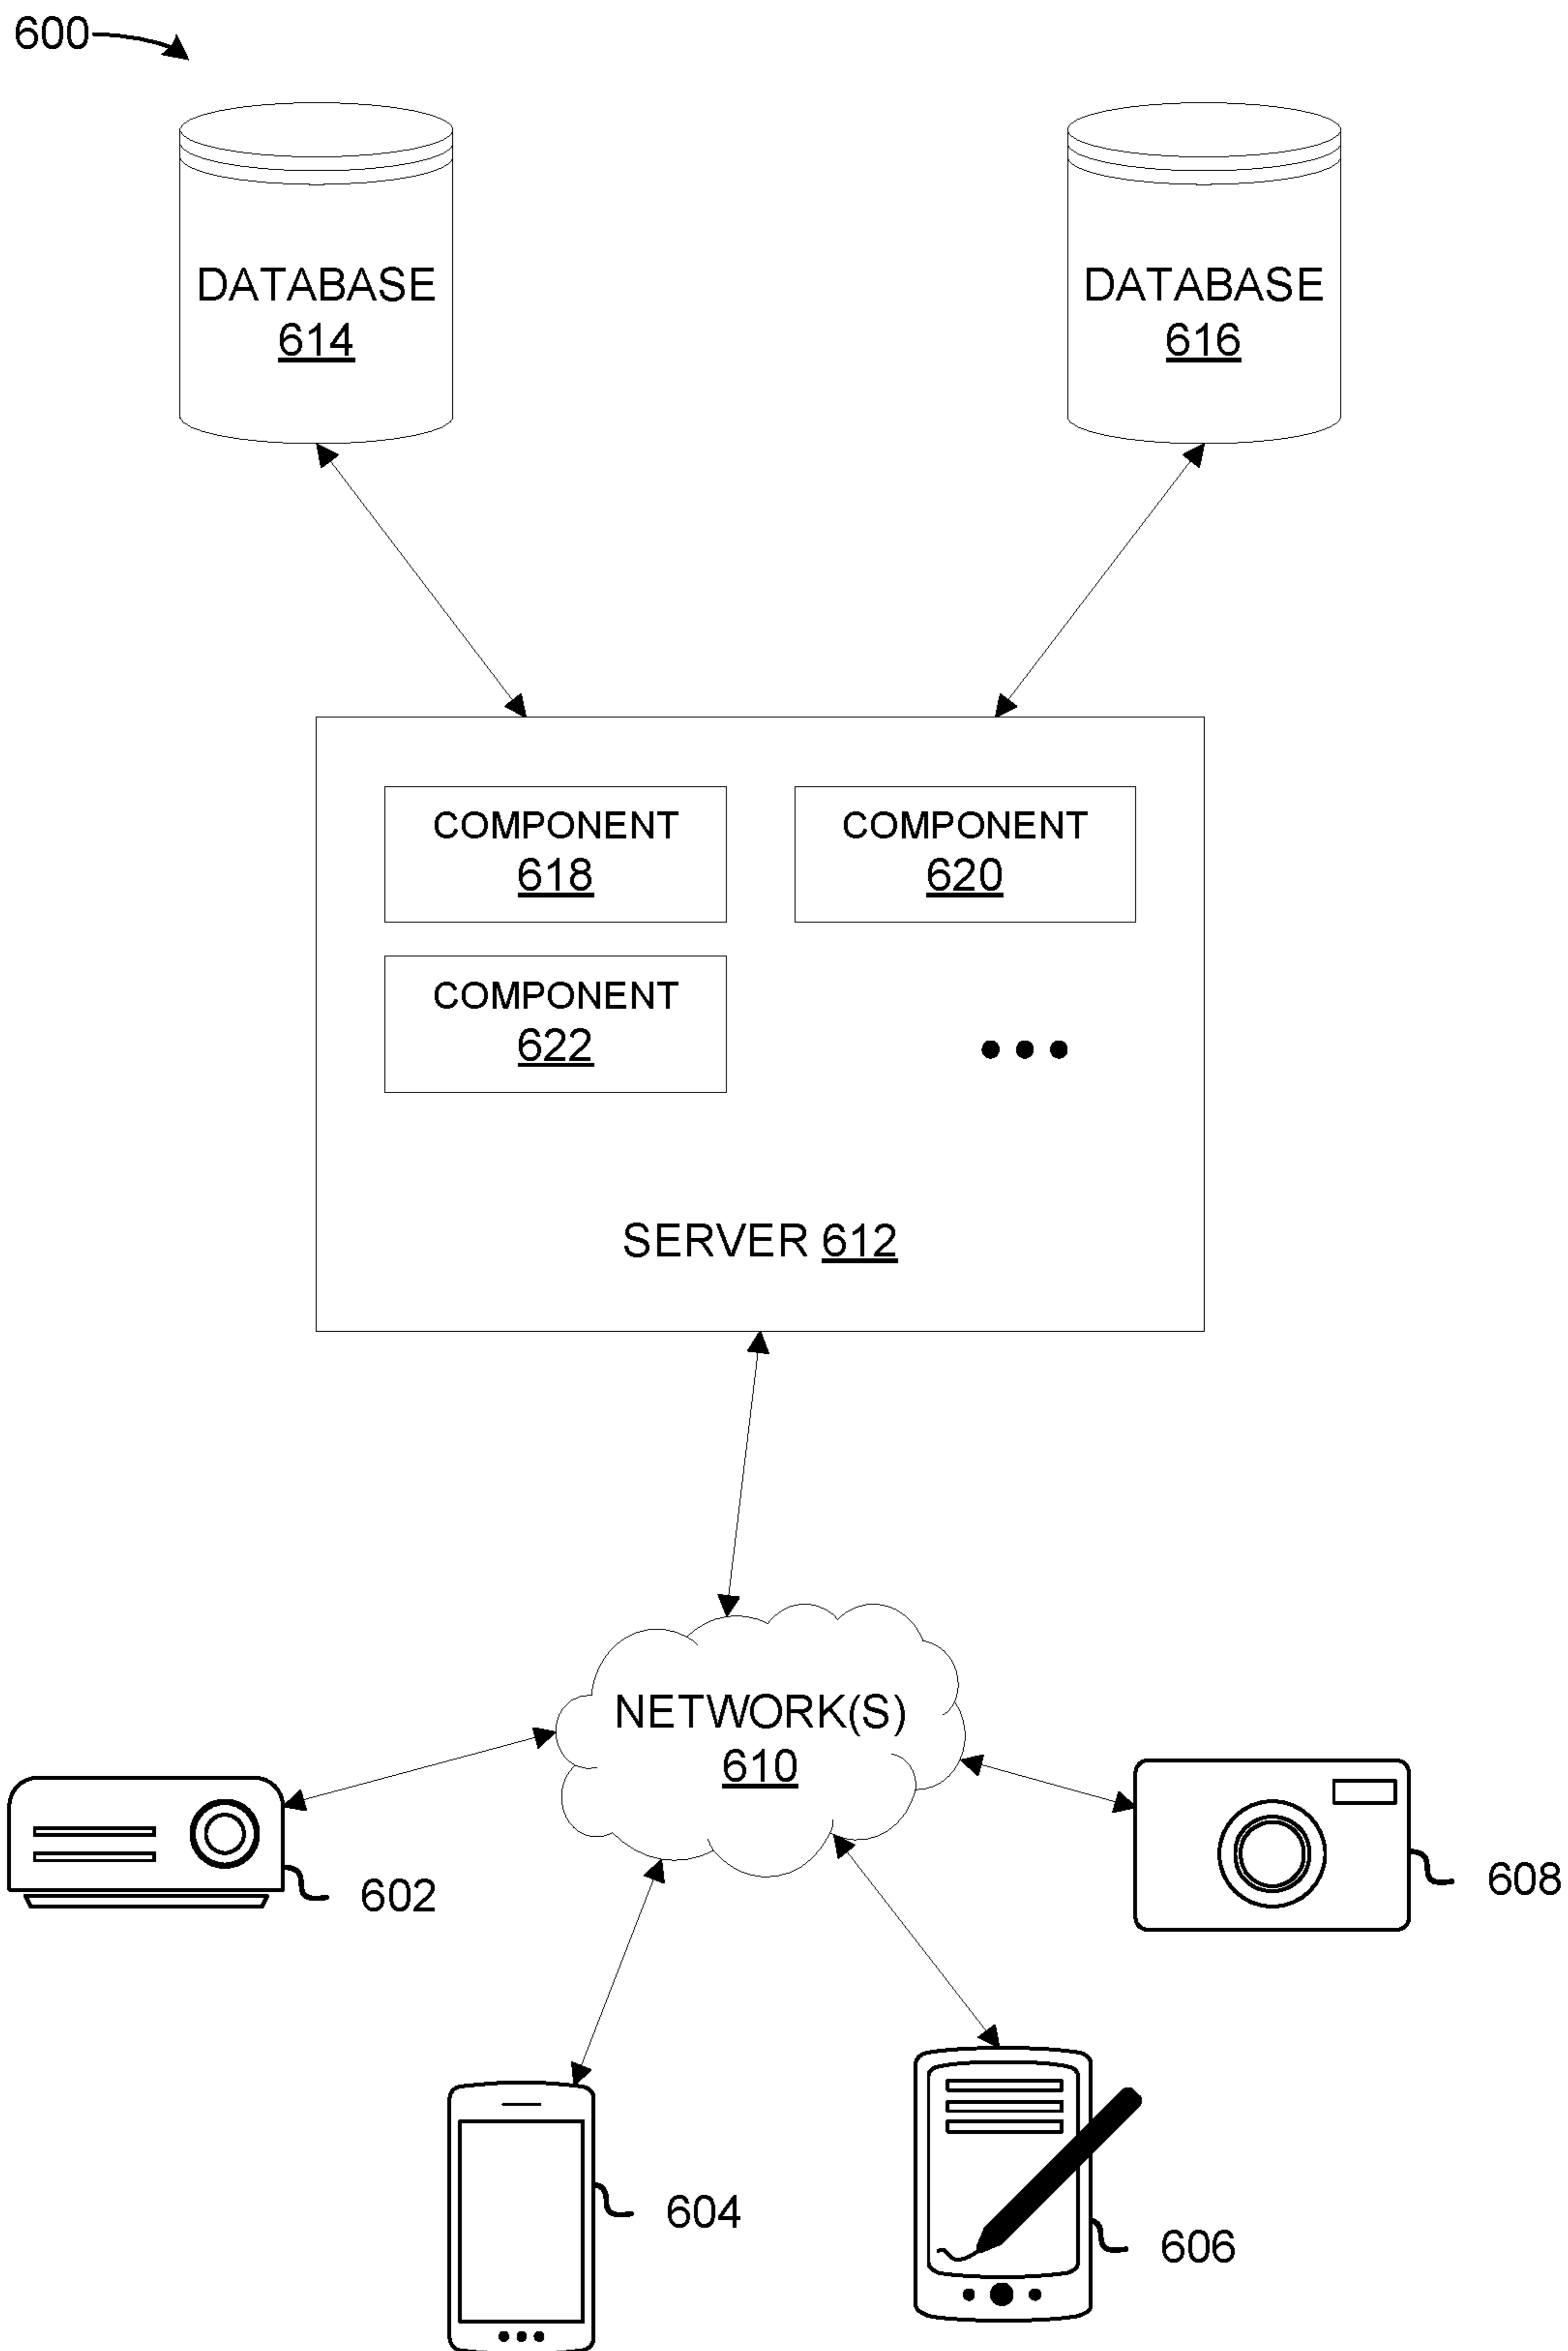 600
DATABASE
614
DATABASE
616
COMPONENT
618
COMPONENT
620
COMPONENT
622
SERVER 612
NETWORK(S)
610
602
608
604
606